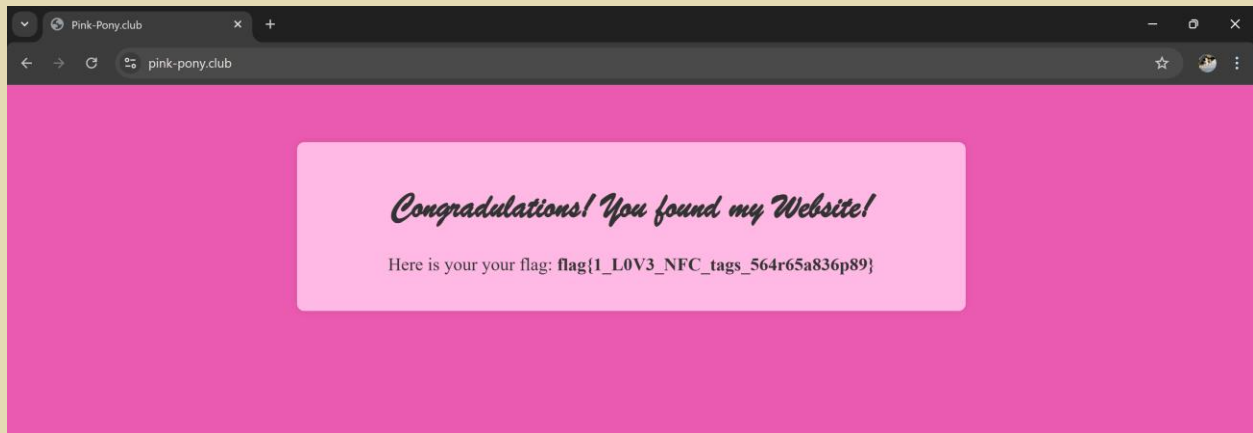 Pink-Pony.club
pink-pony.club
Congradulations! You found my Website!
Here is your your flag: flag{1_L0V3_NFC_tags_564r65a836p89}